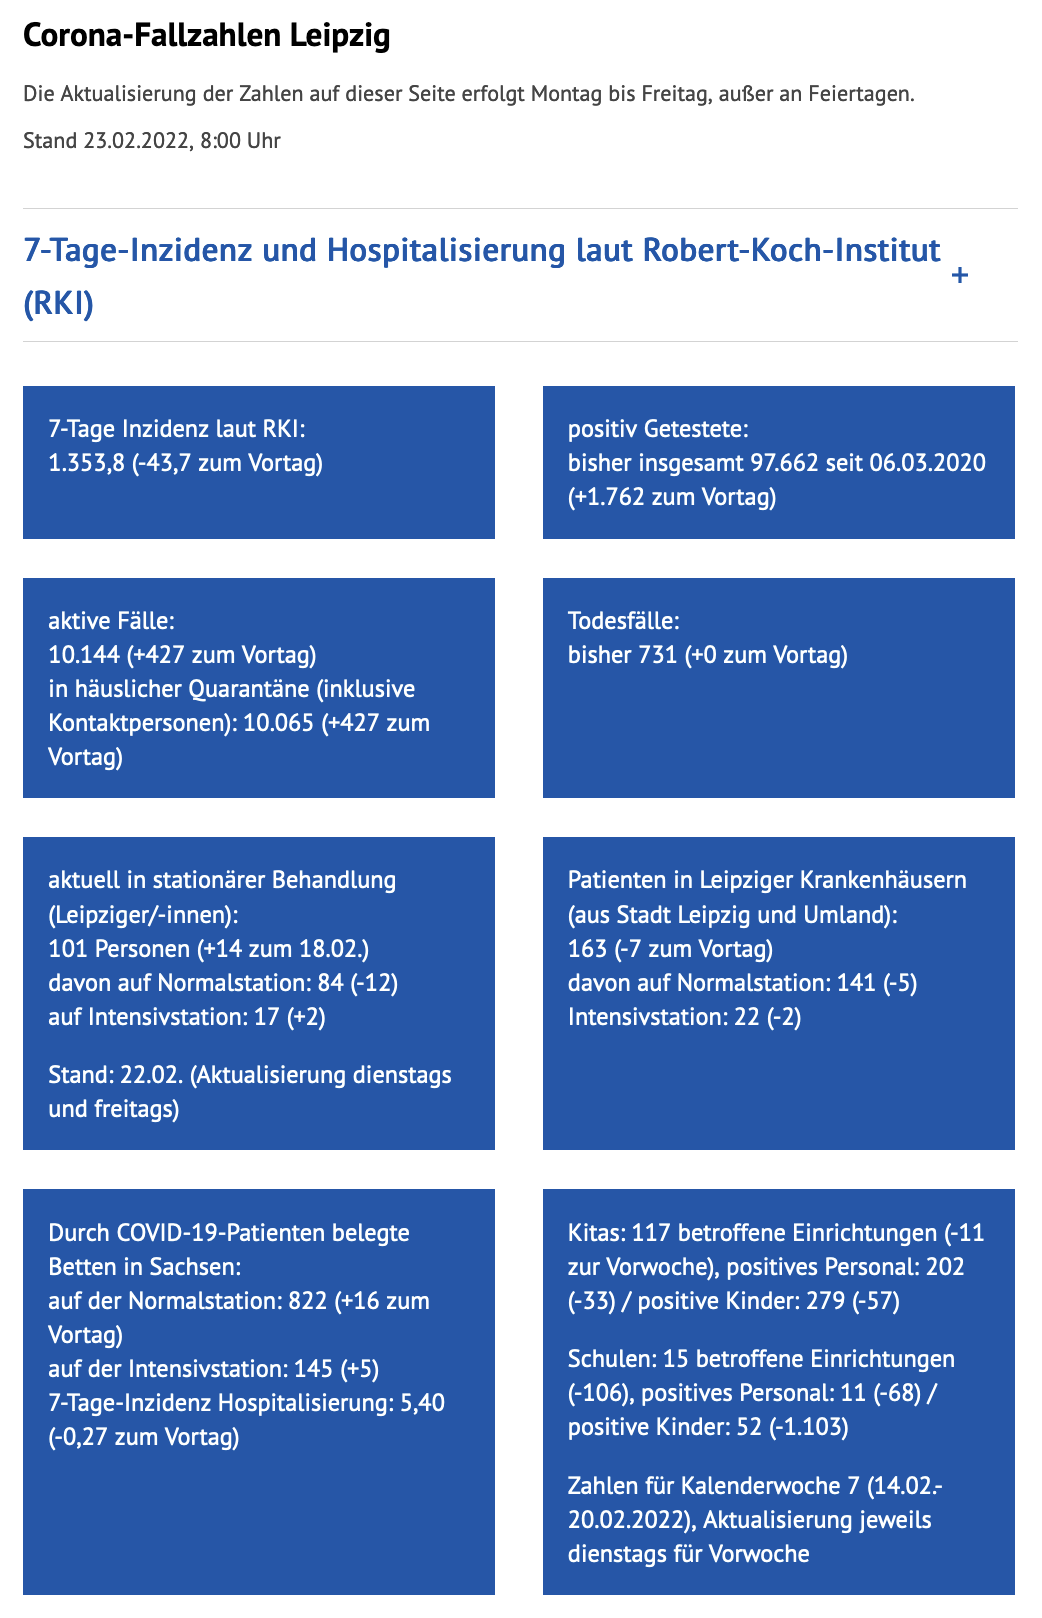 Corona-Fallzahlen Leipzig
Die Aktualisierung der Zahlen auf dieser Seite erfolgt Montag bis Freitag, außer an Feiertagen.
Stand 23.02.2022, 8:00 Uhr
7-Tage-Inzidenz und Hospitalisierung laut Robert-Koch-Institut
(RKI)
+
7-Tage Inzidenz laut RKI:
1.353,8 (-43,7 zum Vortag)
positiv Getestete:
bisher insgesamt 97.662 seit 06.03.2020
(+1.762 zum Vortag)
aktive Fälle:
10.144 (+427 zum Vortag)
in häuslicher Quarantäne (inklusive
Kontaktpersonen): 10.065 (+427 zum
Vortag)
Todesfälle:
bisher 731 (+0 zum Vortag)
aktuell in stationärer Behandlung
(Leipziger/-innen):
101 Personen (+14 zum 18.02.)
davon auf Normalstation: 84 (-12)
auf Intensivstation: 17 (+2)
Stand: 22.02. (Aktualisierung dienstags
und freitags)
Patienten in Leipziger Krankenhäusern
(aus Stadt Leipzig und Umland):
163 (-7 zum Vortag)
davon auf Normalstation: 141 (-5)
Intensivstation: 22 (-2)
Durch COVID-19-Patienten belegte
Betten in Sachsen:
auf der Normalstation: 822 (+16 zum
Vortag)
auf der Intensivstation: 145 (+5)
7-Tage-Inzidenz Hospitalisierung: 5,40
(-0,27 zum Vortag)
Kitas: 117 betroffene Einrichtungen (-11
zur Vorwoche), positives Personal: 202
(-33) / positive Kinder: 279 (-57)
Schulen: 15 betroffene Einrichtungen
(-106), positives Personal: 11 (-68) /
positive Kinder: 52 (-1.103)
Zahlen für Kalenderwoche 7 (14.02.-
20.02.2022), Aktualisierung jeweils
dienstags für Vorwoche